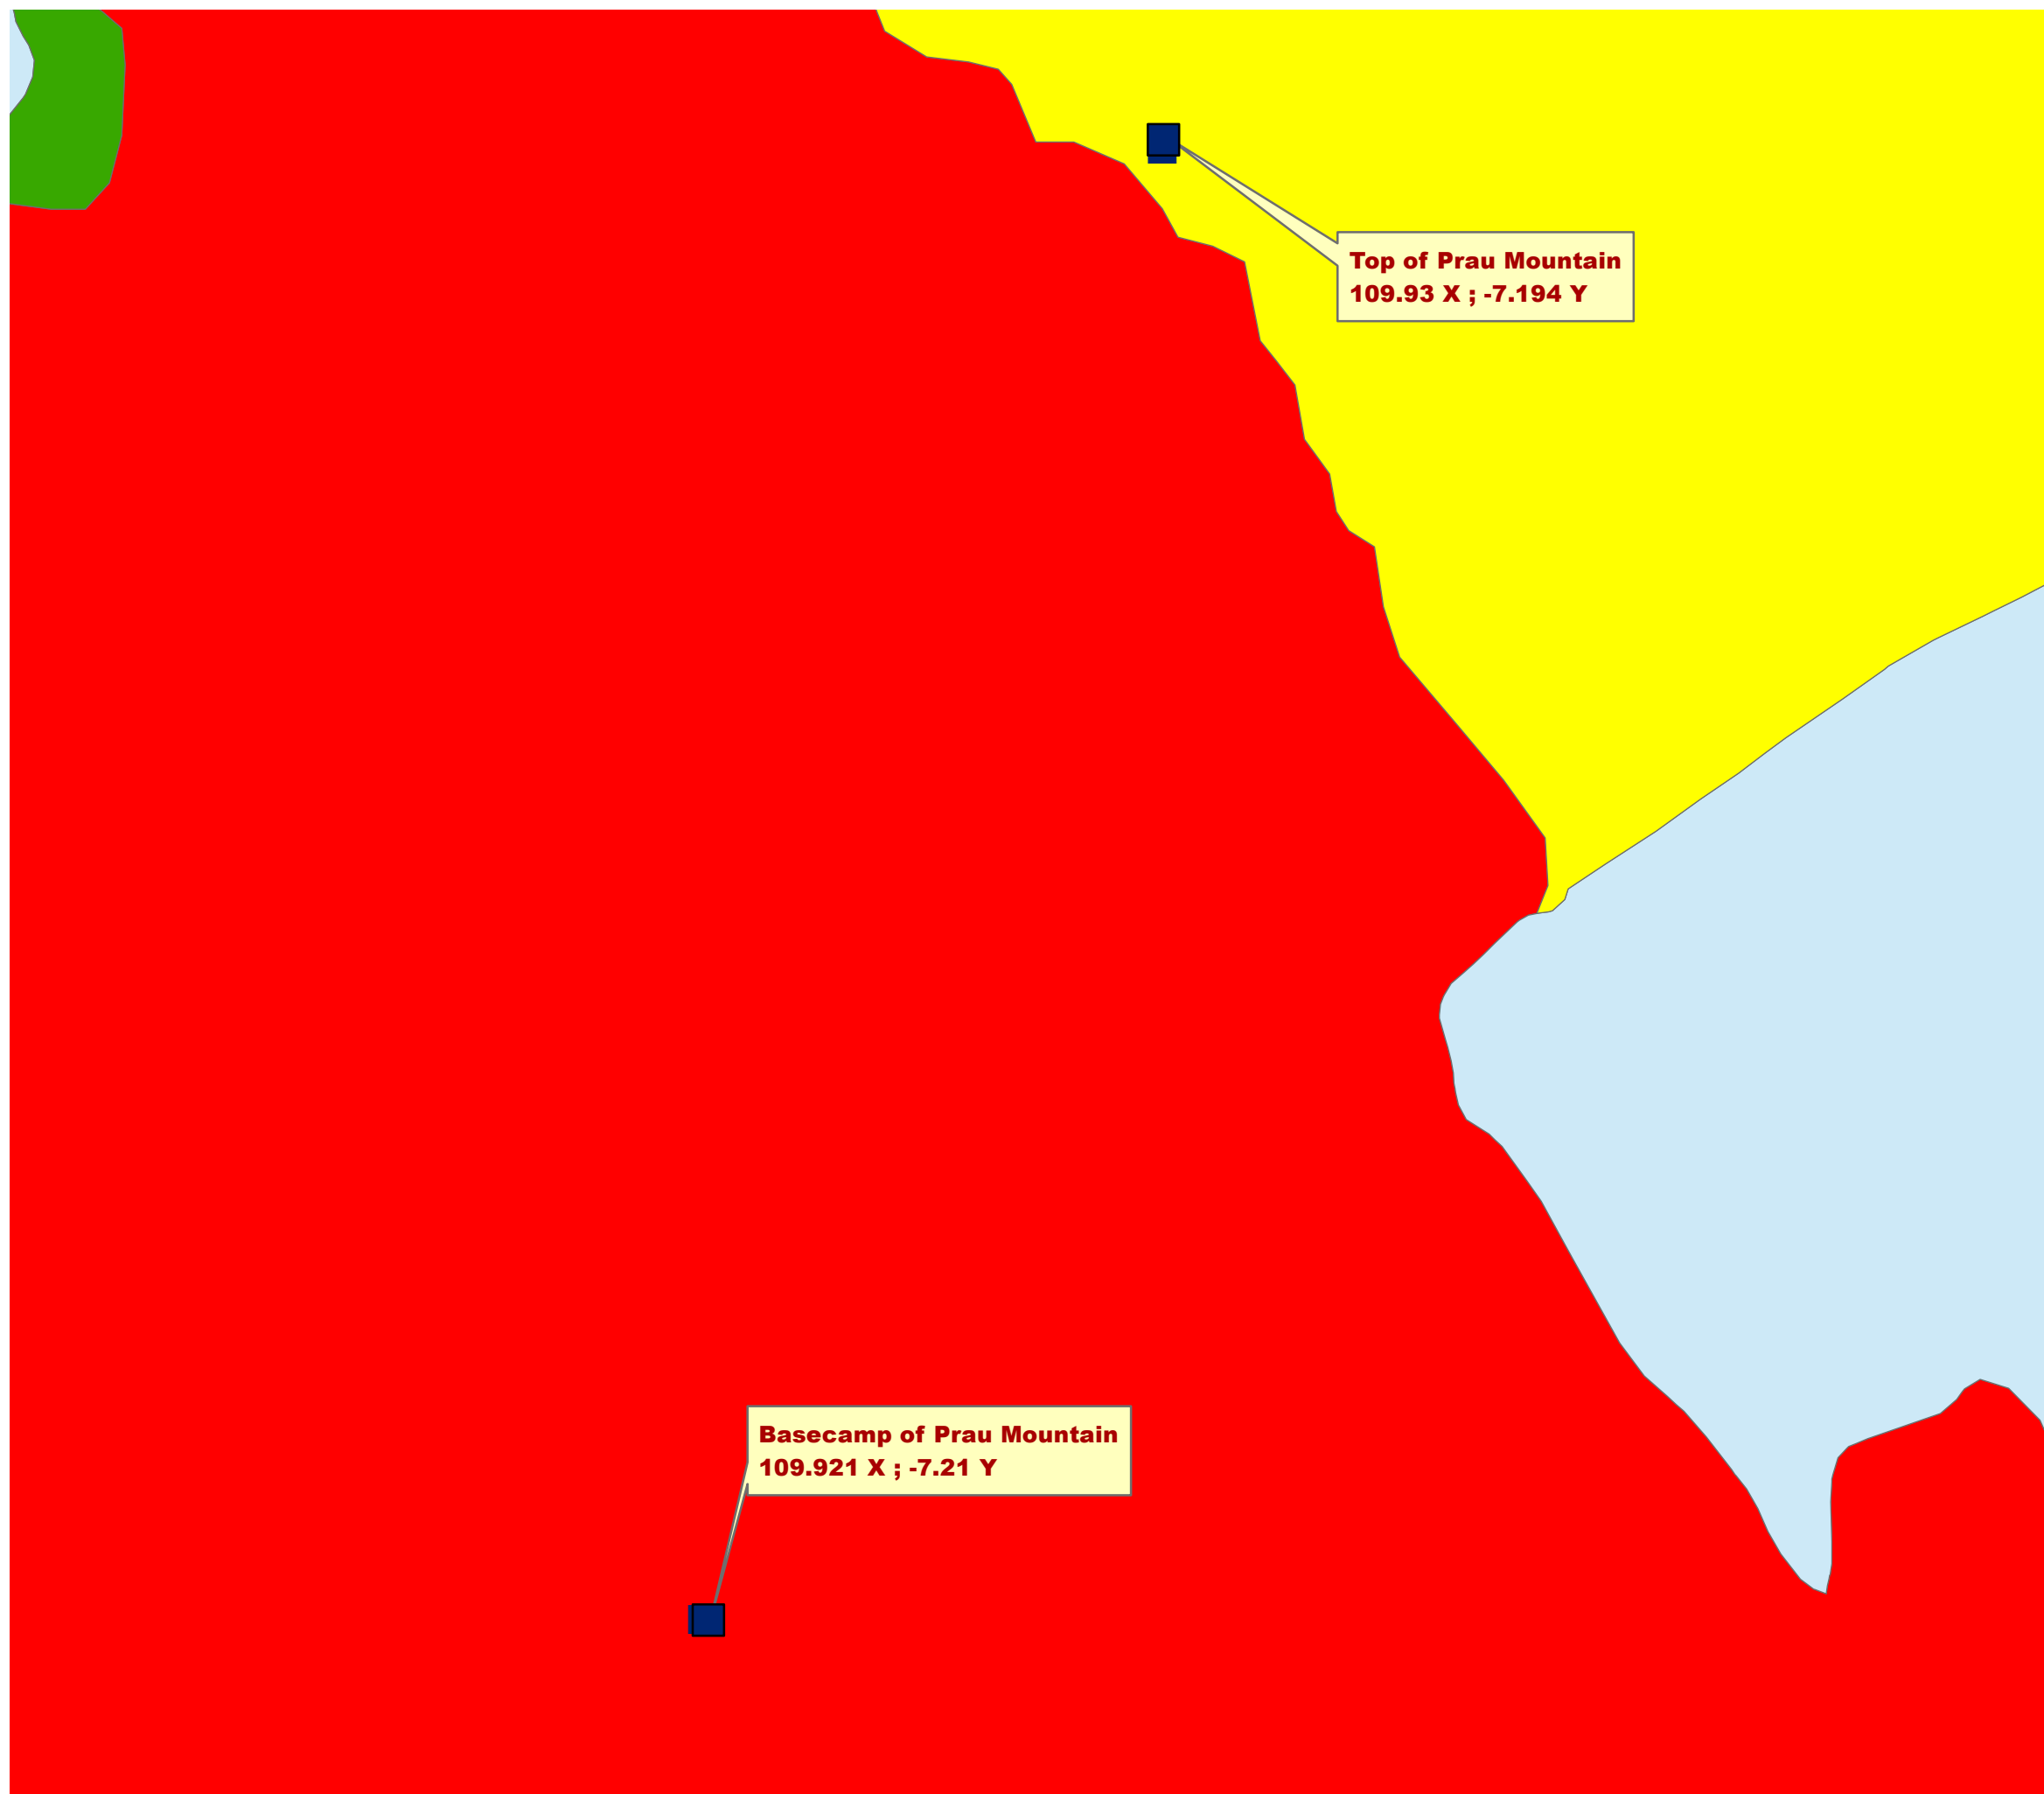 Top of Prau Mountain
109.93 X ; -7.194 Y
Basecamp of Prau Mountain
109.921 X ; -7.21 Y